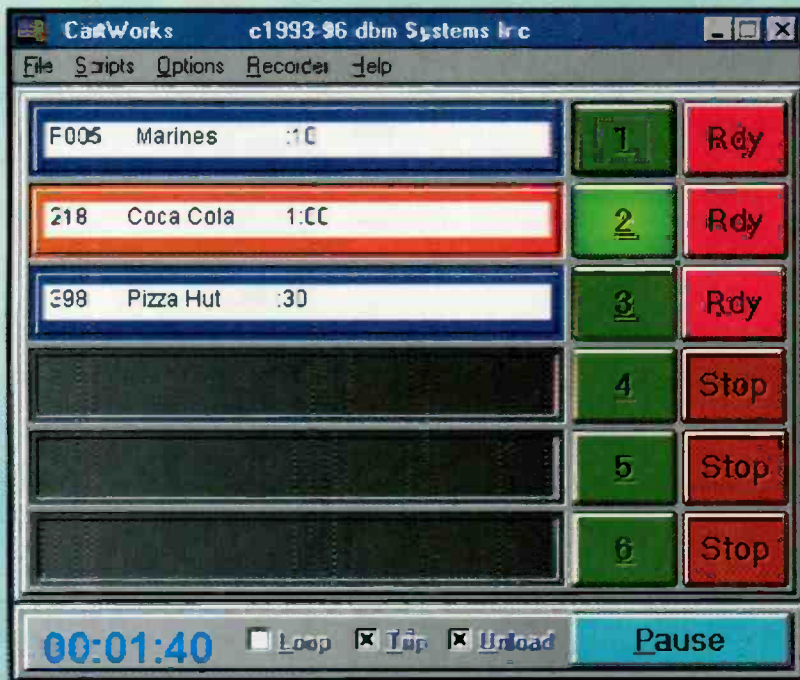 CartWorks c1993-96 dbm Systems Inc
File Scripts Options Recorder Help
F005 Marines :10 1 Rdy
218 Coca Cola 1:00 2 Rdy
398 Pizza Hut :30 3 Rdy
4 Stop
5 Stop
6 Stop
00:01:40 Loop Trip Unload Pause